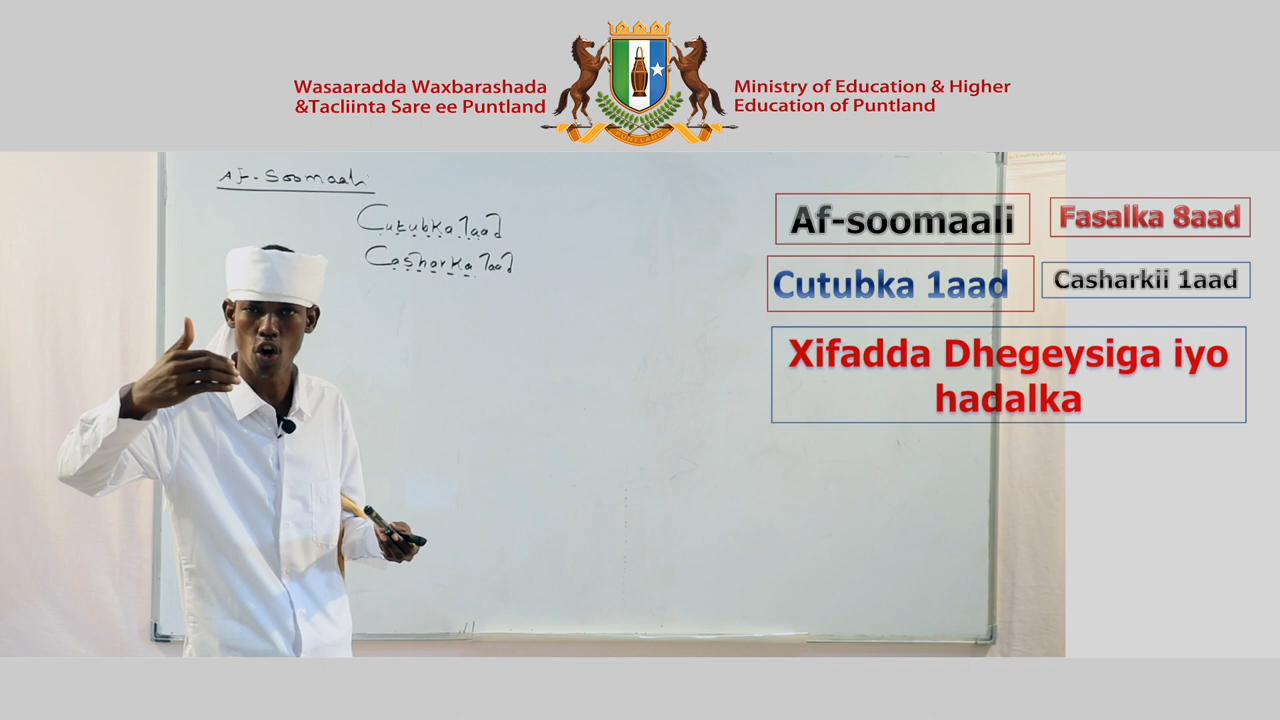 Wasaaradda Waxbarashada
&Tacliinta Sare ee Puntland
Ministry of Education & Higher
Education of Puntland
PUNTLAND
AF-Soomaali
Cutubka 1aad
Casharka 1aad
Af-soomaali
Fasalka 8aad
Cutubka 1aad
Casharkii 1aad
Xifadda Dhegeysiga iyo
hadalka